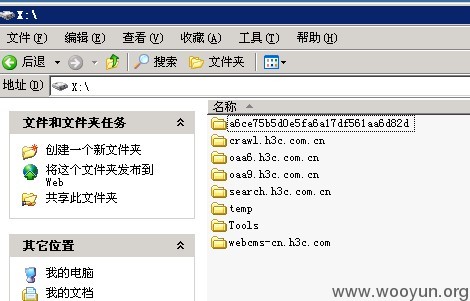 X:\
文件(F) 编辑(E) 查看(V) 收藏(A) 工具(T) 帮助(H)
后退 搜索 文件夹
地址(D) X:\
名称
文件和文件夹任务
创建一个新文件夹
将这个文件夹发布到
Web
共享此文件夹
其它位置
我的电脑
我的文档
a6ce75b5d0e5fa6a17df561aa6d82d
crawl.h3c.com.cn
oaa6.h3c.com.cn
oaa9.h3c.com.cn
search.h3c.com.cn
temp
Tools
webcms-cn.h3c.com
www.wooyun.org